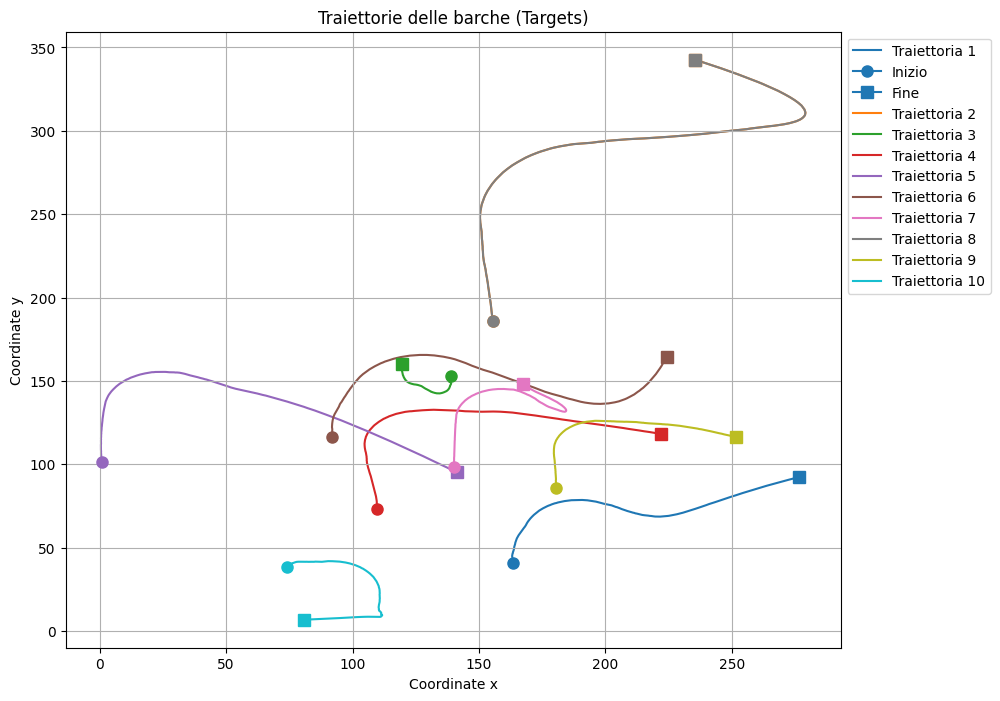 Traiettorie delle barche (Targets)
350
300
250
200
150
100
50
0
Coordinate y
0
50
100
150
200
250
Coordinate x
Traiettoria 1
Inizio
Fine
Traiettoria 2
Traiettoria 3
Traiettoria 4
Traiettoria 5
Traiettoria 6
Traiettoria 7
Traiettoria 8
Traiettoria 9
Traiettoria 10